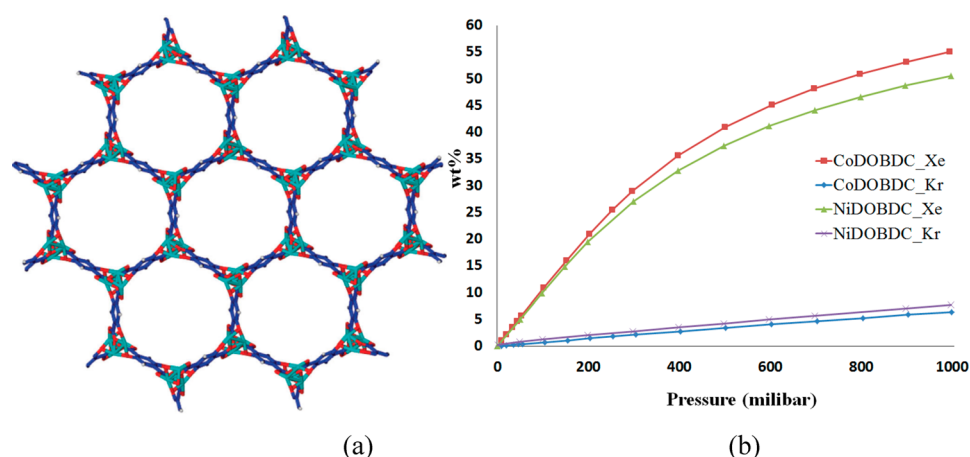 60
55
50
45
40
35
30
25
20
15
10
5
0
wt%
CoDOBDC_Xe
CoDOBDC_Kr
NiDOBDC_Xe
NiDOBDC_Kr
0 200 400 600 800 1000
Pressure (milibar)
(a) (b)